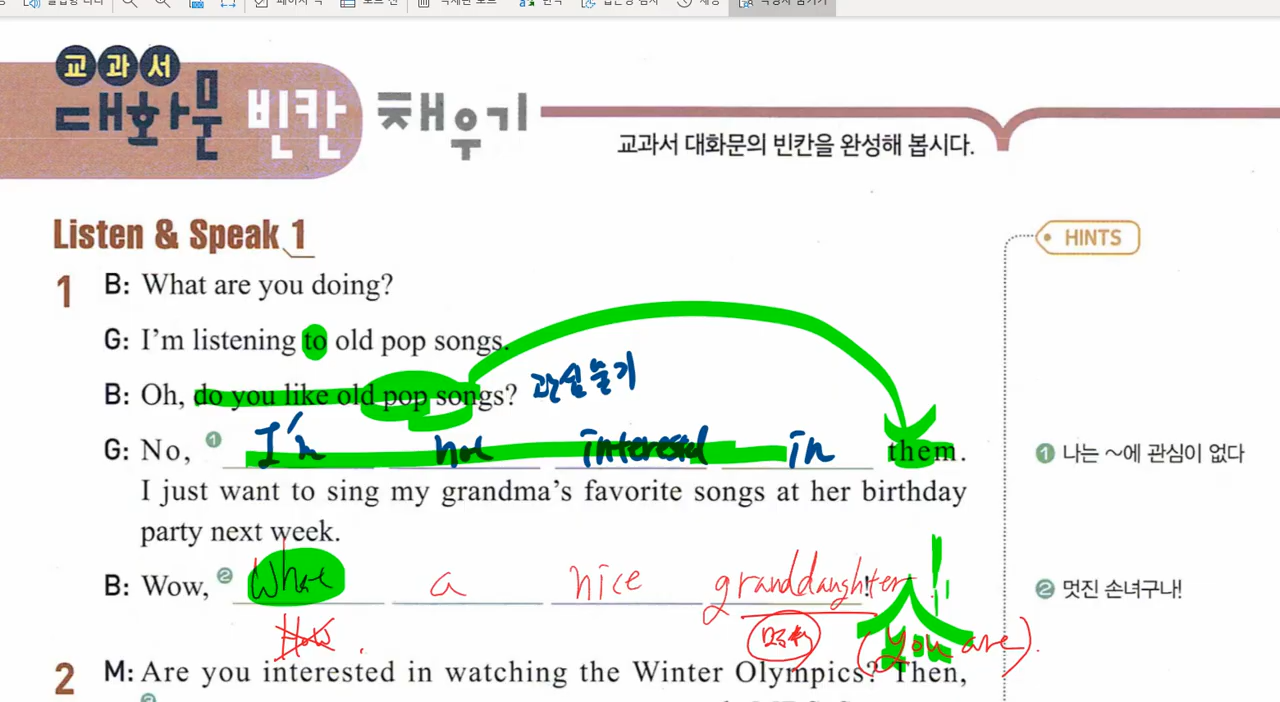 교과서
대화문 빈칸 채우기
교과서 대화문의 빈칸을 완성해 봅시다.
Listen & Speak 1
HINTS
1 B: What are you doing?
G: I'm listening to old pop songs.
B: Oh, do you like old pop songs? 관심 묻기
G: No, ❶ I'm not interested in them.
❶ 나는 ~에 관심이 없다
I just want to sing my grandma's favorite songs at her birthday
party next week.
B: Wow, ❷ What a nice granddaughter!
❷ 멋진 손녀구나!
How
명사
(You are).
2 M: Are you interested in watching the Winter Olympics? Then,